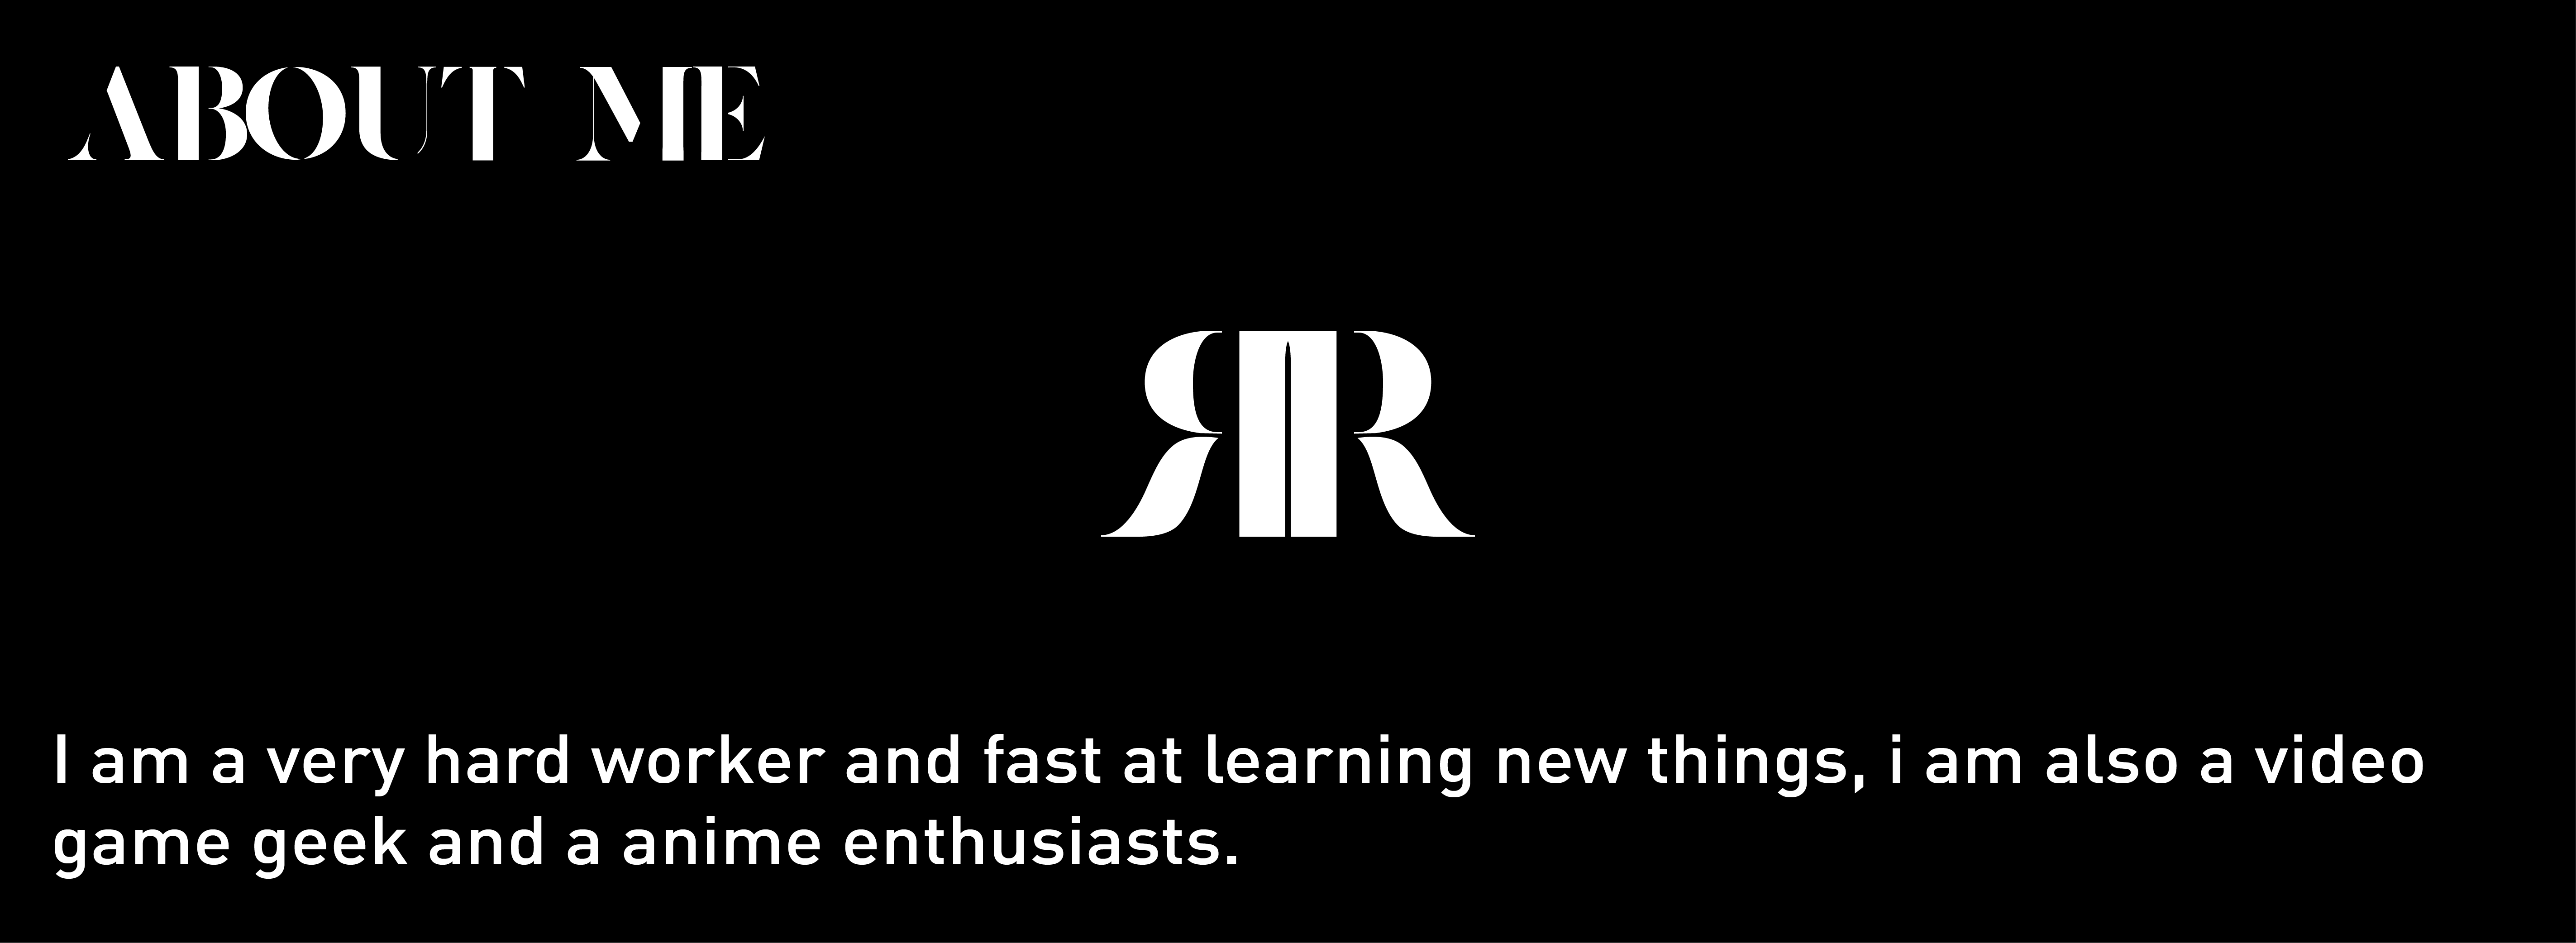 ABOUT ME
RR
I am a very hard worker and fast at learning new things, i am also a video
game geek and a anime enthusiasts.